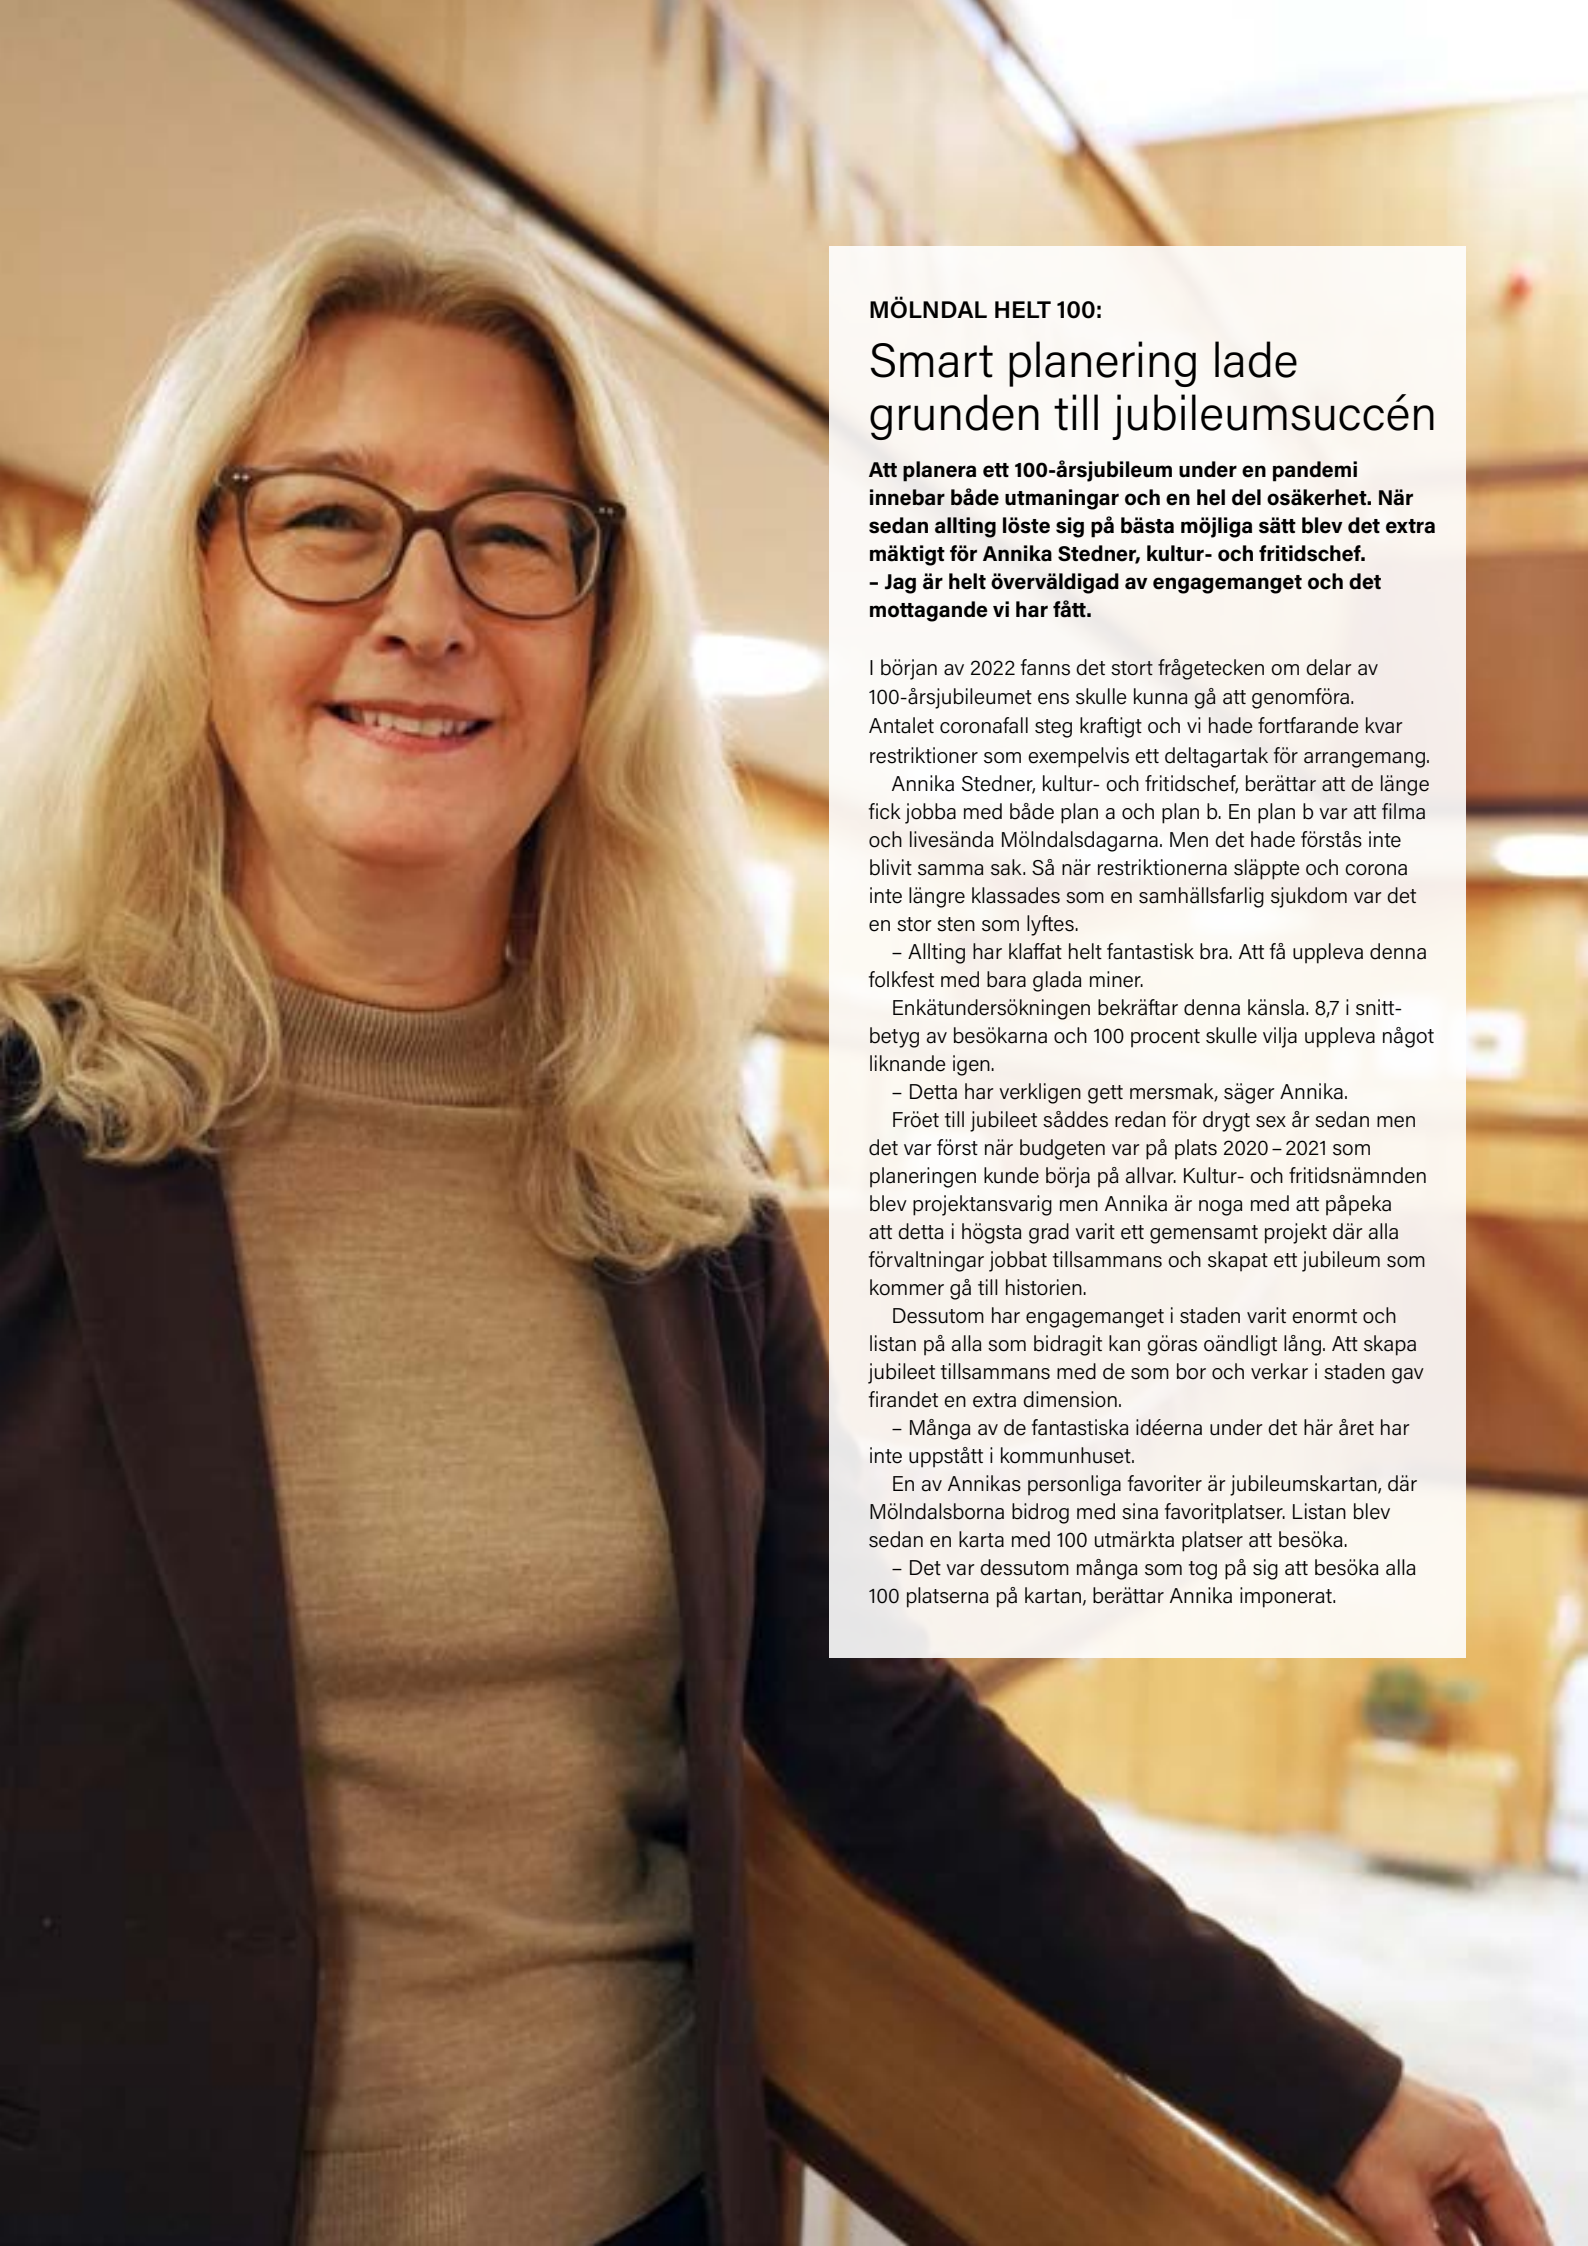 MÖLNDAL HELT 100:
Smart planering lade
grunden till jubileumsuccén
Att planera ett 100-årsjubileum under en pandemi
innebar både utmaningar och en hel del osäkerhet. När
sedan allting löste sig på bästa möjliga sätt blev det extra
mäktigt för Annika Stedner, kultur- och fritidschef.
– Jag är helt överväldigad av engagemanget och det
mottagande vi har fått.
I början av 2022 fanns det stort frågetecken om delar av
100-årsjubileumet ens skulle kunna gå att genomföra.
Antalet coronafall steg kraftigt och vi hade fortfarande kvar
restriktioner som exempelvis ett deltagartak för arrangemang.
Annika Stedner, kultur- och fritidschef, berättar att de länge
fick jobba med både plan a och plan b. En plan b var att filma
och livesända Mölndalsdagarna. Men det hade förstås inte
blivit samma sak. Så när restriktionerna släppte och corona
inte längre klassades som en samhällsfarlig sjukdom var det
en stor sten som lyftes.
– Allting har klaffat helt fantastisk bra. Att få uppleva denna
folkfest med bara glada miner.
Enkätundersökningen bekräftar denna känsla. 8,7 i snitt-
betyg av besökarna och 100 procent skulle vilja uppleva något
liknande igen.
– Detta har verkligen gett mersmak, säger Annika.
Fröet till jubileet såddes redan för drygt sex år sedan men
det var först när budgeten var på plats 2020 – 2021 som
planeringen kunde börja på allvar. Kultur- och fritidsnämnden
blev projektansvarig men Annika är noga med att påpeka
att detta i högsta grad varit ett gemensamt projekt där alla
förvaltningar jobbat tillsammans och skapat ett jubileum som
kommer gå till historien.
Dessutom har engagemanget i staden varit enormt och
listan på alla som bidragit kan göras oändligt lång. Att skapa
jubileet tillsammans med de som bor och verkar i staden gav
firandet en extra dimension.
– Många av de fantastiska idéerna under det här året har
inte uppstått i kommunhuset.
En av Annikas personliga favoriter är jubileumskartan, där
Mölndalsborna bidrog med sina favoritplatser. Listan blev
sedan en karta med 100 utmärkta platser att besöka.
– Det var dessutom många som tog på sig att besöka alla
100 platserna på kartan, berättar Annika imponerat.